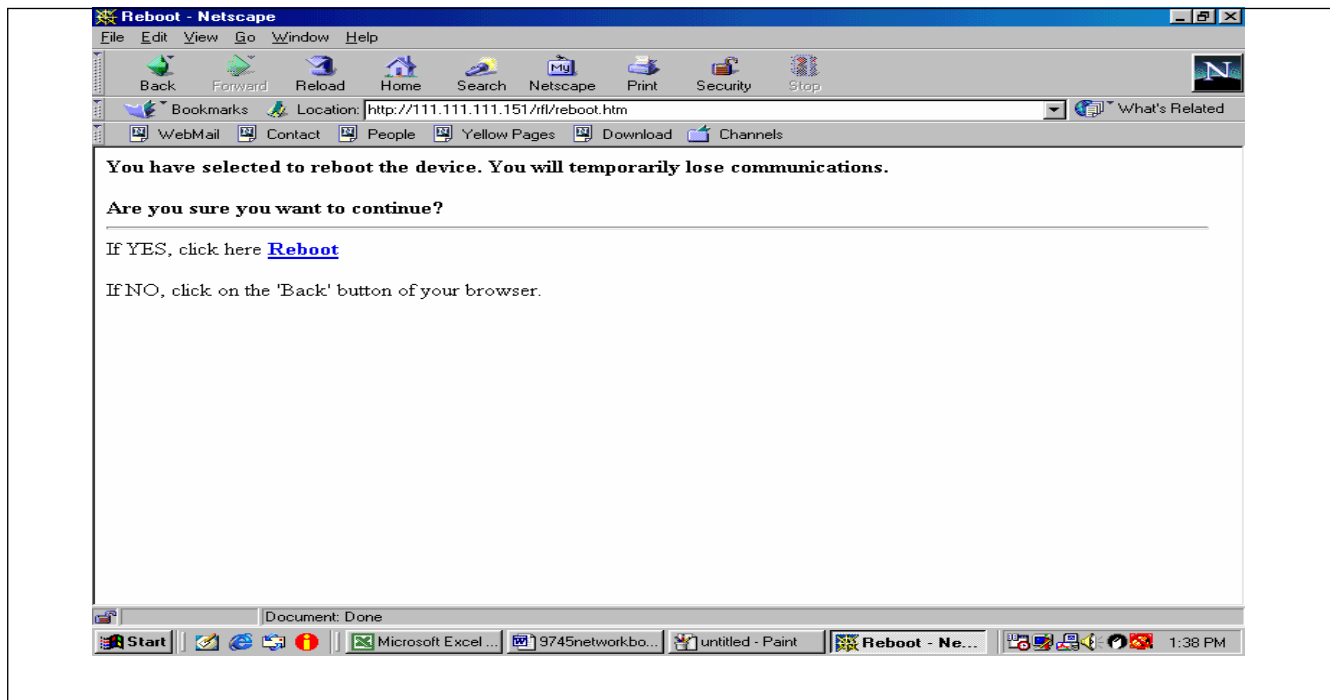 Reboot - Netscape
File Edit View Go Window Help
Back Forward Reload Home Search Netscape Print Security Stop
My
N
Bookmarks Location: http://111.111.111.151/rfl/reboot.htm What's Related
WebMail Contact People Yellow Pages Download Channels
You have selected to reboot the device. You will temporarily lose communications.
Are you sure you want to continue?
If YES, click here Reboot
If NO, click on the 'Back' button of your browser.
Document: Done
Start Microsoft Excel ... 9745networkbo... untitled - Paint Reboot - Ne... 1:38 PM